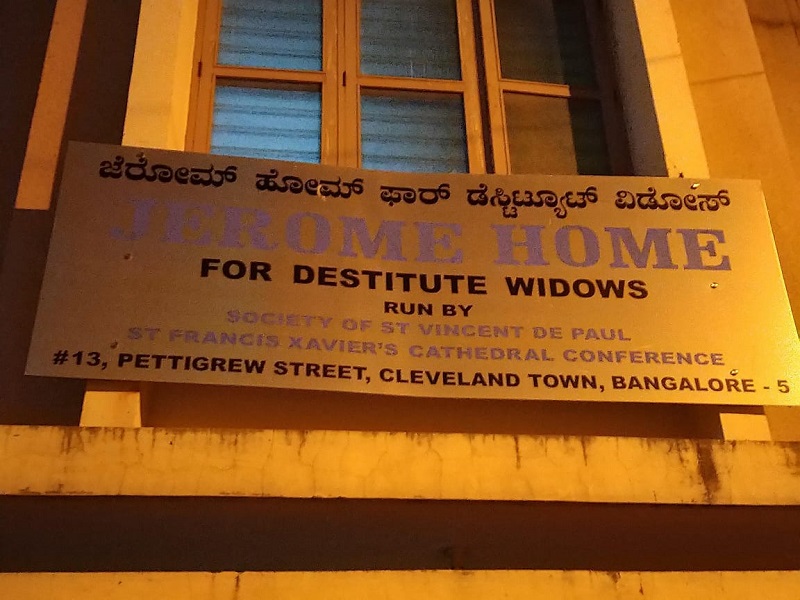 ಜೆರೋಮ್ ಹೋಮ್ ಫಾರ್ ಡೆಸ್ಟಿಟ್ಯೂಟ್ ವಿಡೋಸ್
JEROME HOME
FOR DESTITUTE WIDOWS
RUN BY
SOCIETY OF ST VINCENT DE PAUL
ST FRANCIS XAVIER'S CATHEDRAL CONFERENCE
#13, PETTIGREW STREET, CLEVELAND TOWN, BANGALORE - 5